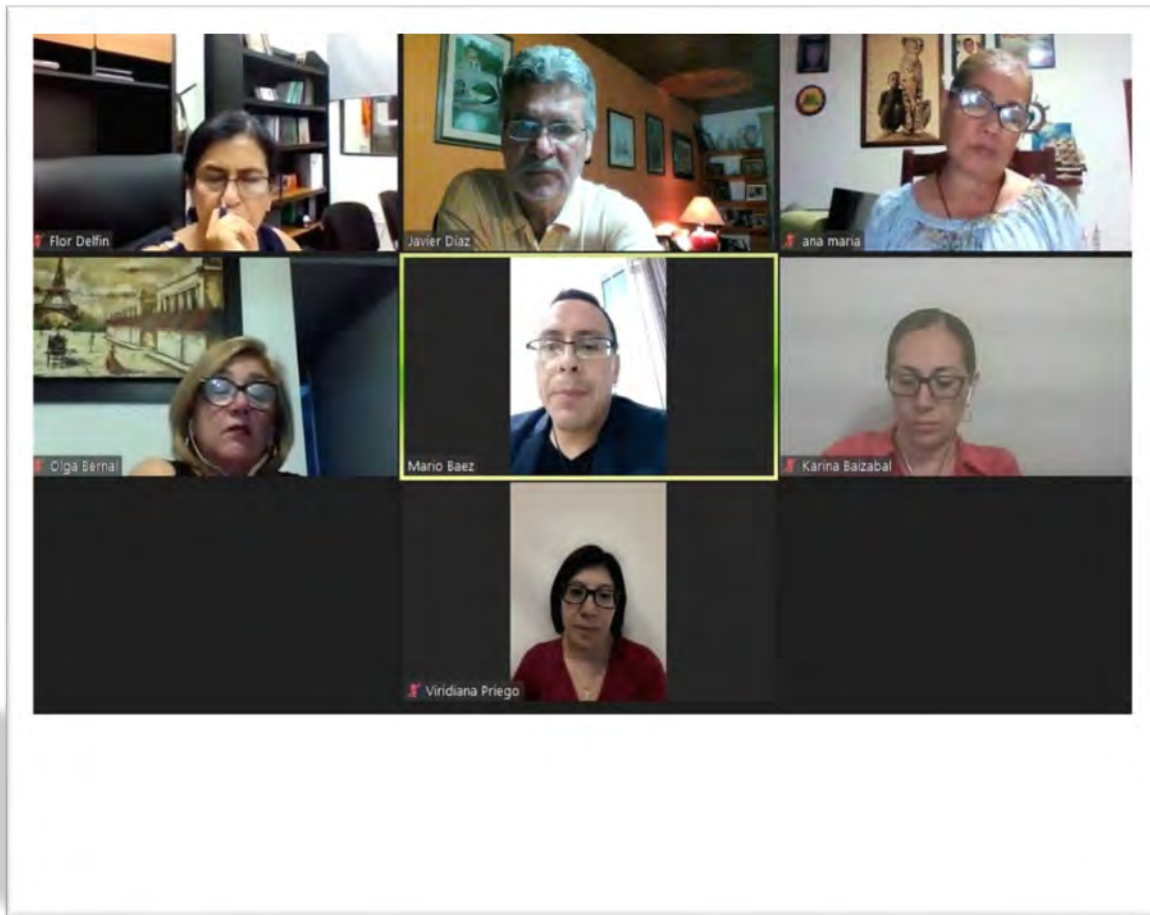 Flor Delfin
Javier Díaz
ana maria
Olga Bernal
Mario Baez
Karina Baizabal
Viridiana Priego